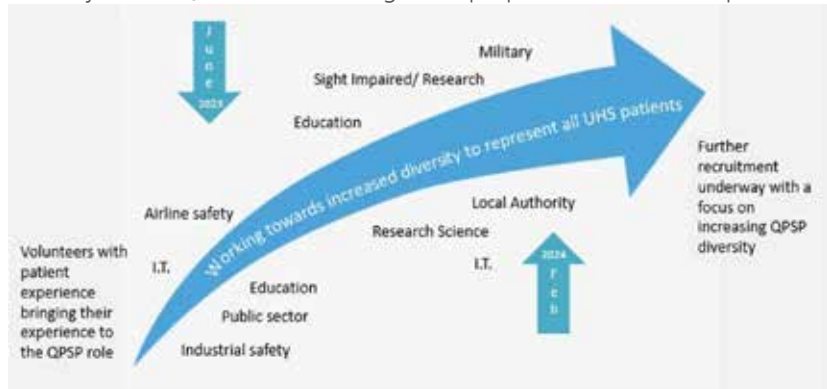 June
2023
Military
Sight Impaired/ Research
Education
Working towards increased diversity to represent all UHS patients
Further
recruitment
underway with a
focus on
increasing QPSP
diversity
Airline safety
Local Authority
Research Science
I.T.
2024
Feb
Volunteers with
patient
experience
bringing their
experience to
the QPSP role
I.T.
Education
Public sector
Industrial safety